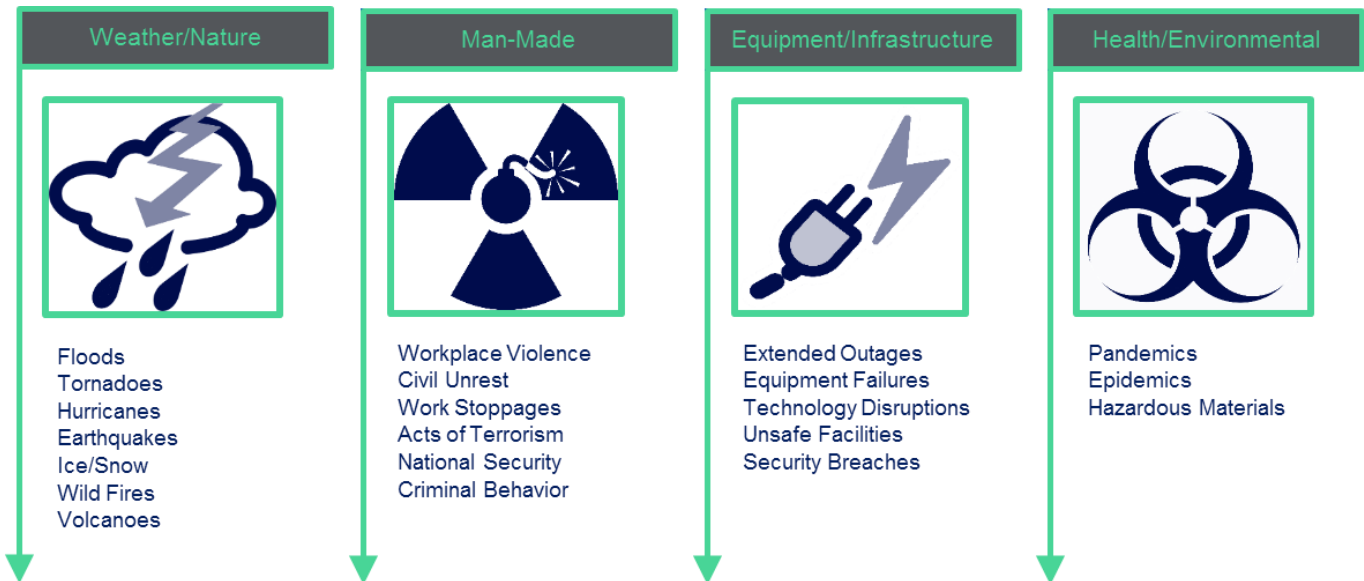 Weather/Nature
Floods
Tornadoes
Hurricanes
Earthquakes
Ice/Snow
Wild Fires
Volcanoes
Man-Made
Workplace Violence
Civil Unrest
Work Stoppages
Acts of Terrorism
National Security
Criminal Behavior
Equipment/Infrastructure
Extended Outages
Equipment Failures
Technology Disruptions
Unsafe Facilities
Security Breaches
Health/Environmental
Pandemics
Epidemics
Hazardous Materials